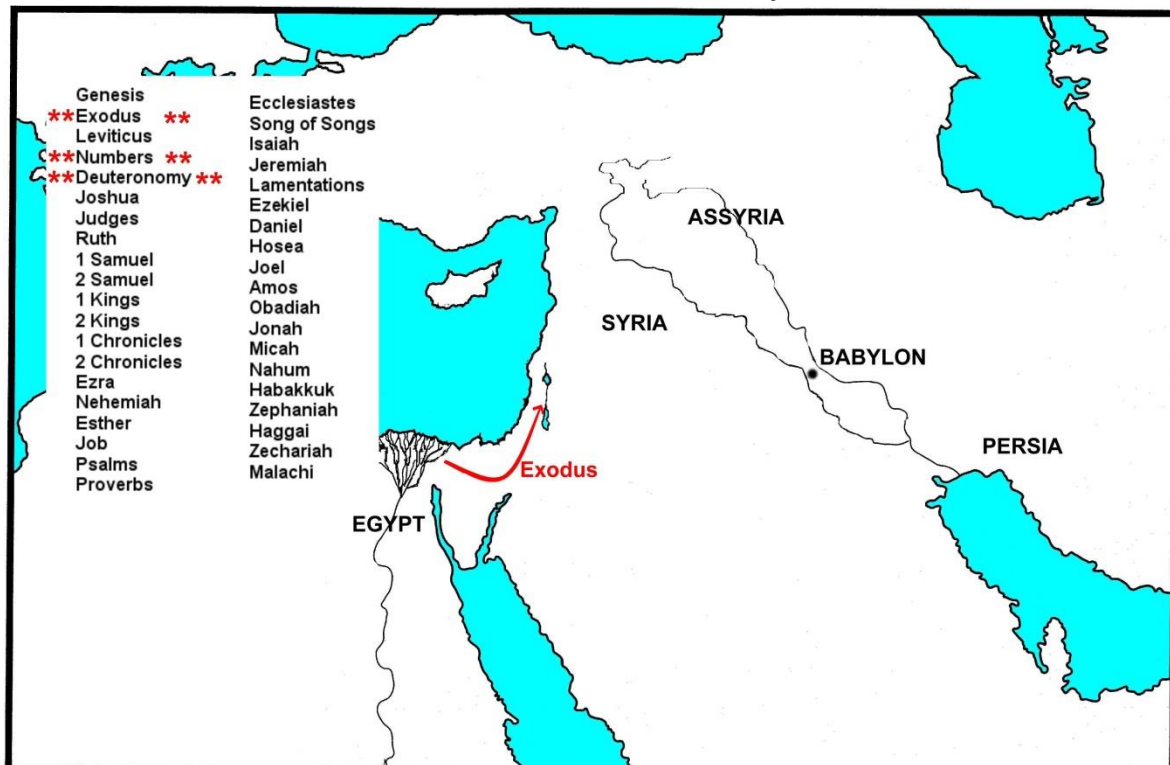 Genesis
**Exodus **
Leviticus
**Numbers **
**Deuteronomy **
Joshua
Judges
Ruth
1 Samuel
2 Samuel
1 Kings
2 Kings
1 Chronicles
2 Chronicles
Ezra
Nehemiah
Esther
Job
Psalms
Proverbs
Ecclesiastes
Song of Songs
Isaiah
Jeremiah
Lamentations
Ezekiel
Daniel
Hosea
Joel
Amos
Obadiah
Jonah
Micah
Nahum
Habakkuk
Zephaniah
Haggai
Zechariah
Malachi
ASSYRIA
SYRIA
BABYLON
PERSIA
Exodus
EGYPT